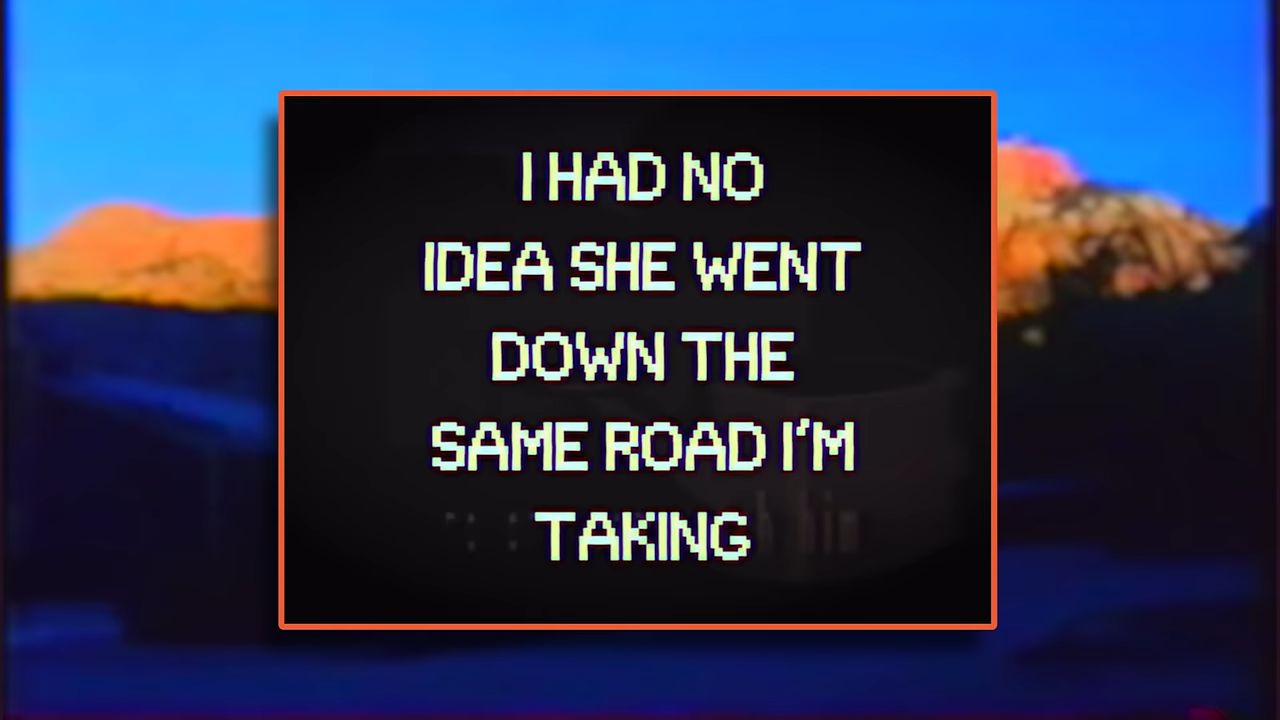 I HAD NO
IDEA SHE WENT
DOWN THE
SAME ROAD I'M
TAKING